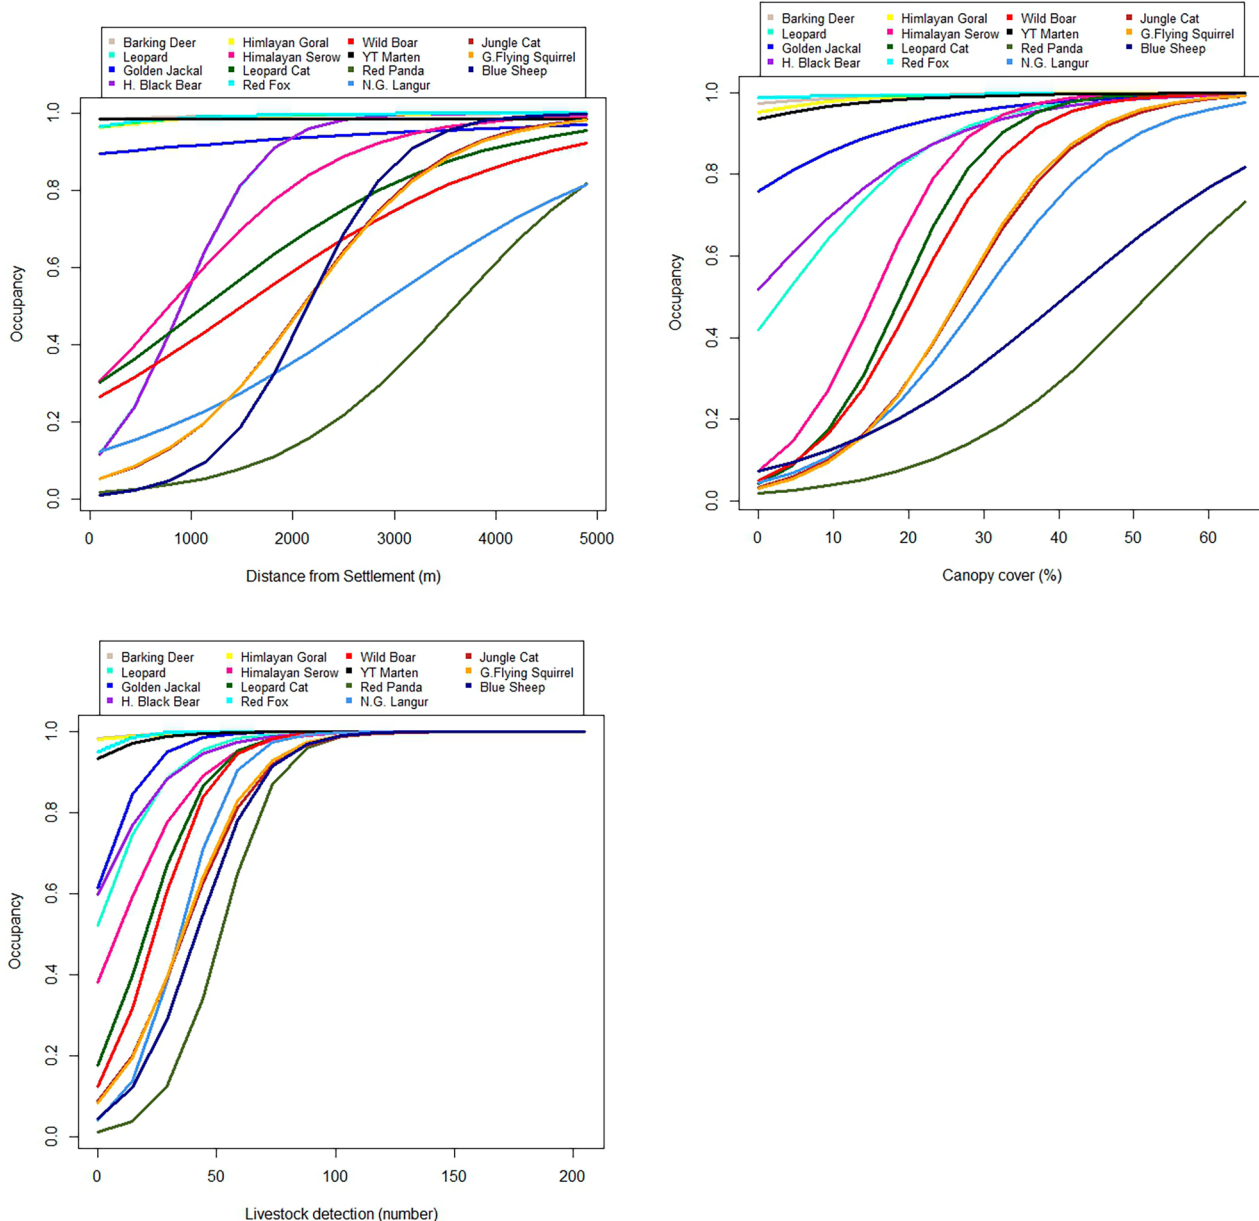 Barking Deer Himlayan Goral Wild Boar Jungle Cat
Leopard Himalayan Serow YT Marten G.Flying Squirrel
Golden Jackal Leopard Cat Red Panda Blue Sheep
H. Black Bear Red Fox N.G. Langur
Occupancy
1.0
0.8
0.6
0.4
0.2
0.0
0 1000 2000 3000 4000 5000
Distance from Settlement (m)
Barking Deer Himlayan Goral Wild Boar Jungle Cat
Leopard Himalayan Serow YT Marten G.Flying Squirrel
Golden Jackal Leopard Cat Red Panda Blue Sheep
H. Black Bear Red Fox N.G. Langur
Occupancy
1.0
0.8
0.6
0.4
0.2
0.0
0 10 20 30 40 50 60
Canopy cover (%)
Barking Deer Himlayan Goral Wild Boar Jungle Cat
Leopard Himalayan Serow YT Marten G.Flying Squirrel
Golden Jackal Leopard Cat Red Panda Blue Sheep
H. Black Bear Red Fox N.G. Langur
Occupancy
1.0
0.8
0.6
0.4
0.2
0.0
0 50 100 150 200
Livestock detection (number)